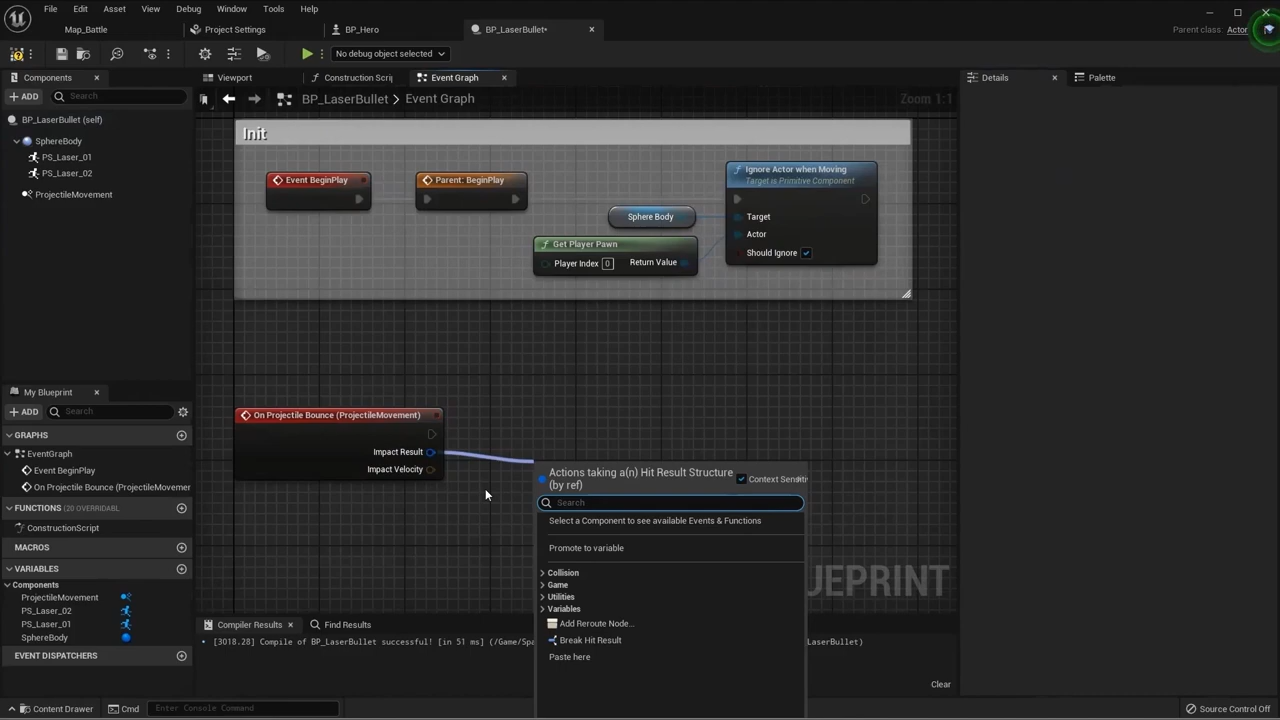 File Edit Asset View Debug Window Tools Help
Map_Battle Project Settings BP_Hero BP_LaserBullet• Parent class: Actor
No debug object selected
Components Viewport Construction Scrip Event Graph Details Palette
ADD Search BP_LaserBullet > Event Graph Zoom 1:1
BP_LaserBullet (self)
SphereBody
PS_Laser_01
PS_Laser_02
ProjectileMovement
Init
Event BeginPlay
Parent: BeginPlay
Sphere Body
Get Player Pawn
Player Index 0 Return Value
Ignore Actor when Moving
Target is Primitive Component
Target
Actor
Should Ignore
My Blueprint
ADD Search
GRAPHS
EventGraph
Event BeginPlay
On Projectile Bounce (ProjectileMovemen
FUNCTIONS (20 OVERRIDABL
ConstructionScript
MACROS
VARIABLES
Components
ProjectileMovement
PS_Laser_02
PS_Laser_01
SphereBody
EVENT DISPATCHERS
On Projectile Bounce (ProjectileMovement)
Impact Result
Impact Velocity
Actions taking a(n) Hit Result Structure
(by ref)
Context Sensitiv
Search
Select a Component to see available Events & Functions
Promote to variable
Collision
Game
Utilities
Variables
Add Reroute Node...
Break Hit Result
Paste here
UEPRINT
Compiler Results Find Results
[3018.28] Compile of BP_LaserBullet successful! [in 51 ms] (/Game/Spa
LaserBullet)
Clear
Content Drawer Cmd Enter Console Command Source Control Off